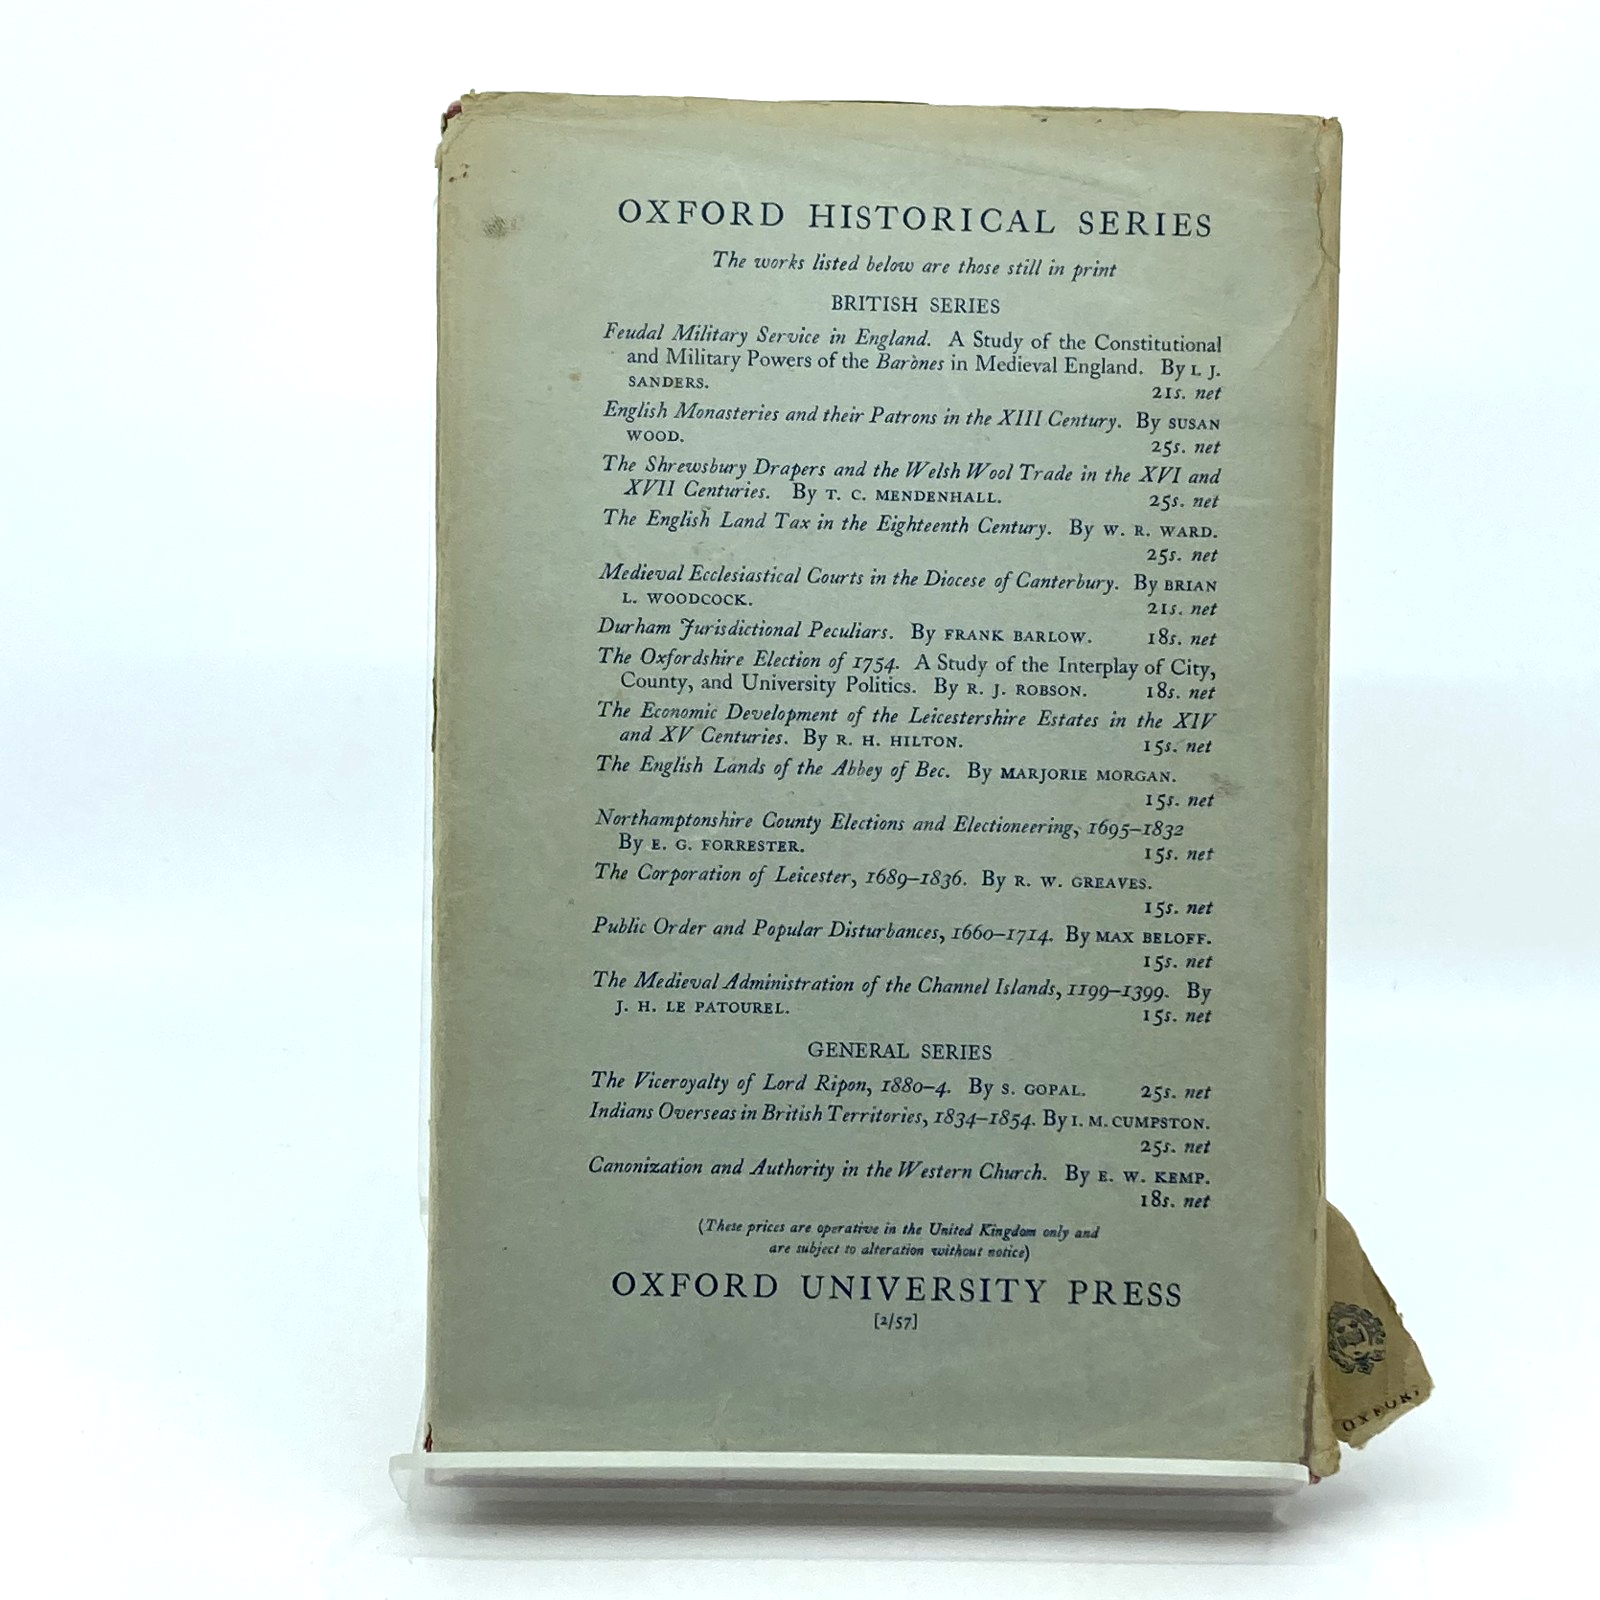 OXFORD HISTORICAL SERIES
The works listed below are those still in print
BRITISH SERIES
Feudal Military Service in England. A Study of the Constitutional
and Military Powers of the Barònes in Medieval England. By I. J.
SANDERS. 21s. net
English Monasteries and their Patrons in the XIII Century. By SUSAN
WOOD. 25s. net
The Shrewsbury Drapers and the Welsh Wool Trade in the XVI and
XVII Centuries. By T. C. MENDENHALL. 25s. net
The English Land Tax in the Eighteenth Century. By W. R. WARD.
25s. net
Medieval Ecclesiastical Courts in the Diocese of Canterbury. By BRIAN
L. WOODCOCK. 21s. net
Durham Jurisdictional Peculiars. By FRANK BARLOW. 18s. net
The Oxfordshire Election of 1754. A Study of the Interplay of City,
County, and University Politics. By R. J. ROBSON. 18s. net
The Economic Development of the Leicestershire Estates in the XIV
and XV Centuries. By R. H. HILTON. 15s. net
The English Lands of the Abbey of Bec. By MARJORIE MORGAN.
15s. net
Northamptonshire County Elections and Electioneering, 1695–1832
By E. G. FORRESTER. 15s. net
The Corporation of Leicester, 1689–1836. By R. W. GREAVES.
15s. net
Public Order and Popular Disturbances, 1660–1714. By MAX BELOFF.
15s. net
The Medieval Administration of the Channel Islands, 1199–1399. By
J. H. LE PATOUREL. 15s. net
GENERAL SERIES
The Viceroyalty of Lord Ripon, 1880–4. By S. GOPAL. 25s. net
Indians Overseas in British Territories, 1834–1854. By I. M. CUMPSTON.
25s. net
Canonization and Authority in the Western Church. By E. W. KEMP.
18s. net
(These prices are operative in the United Kingdom only and
are subject to alteration without notice)
OXFORD UNIVERSITY PRESS
[2/57]
OXFOR